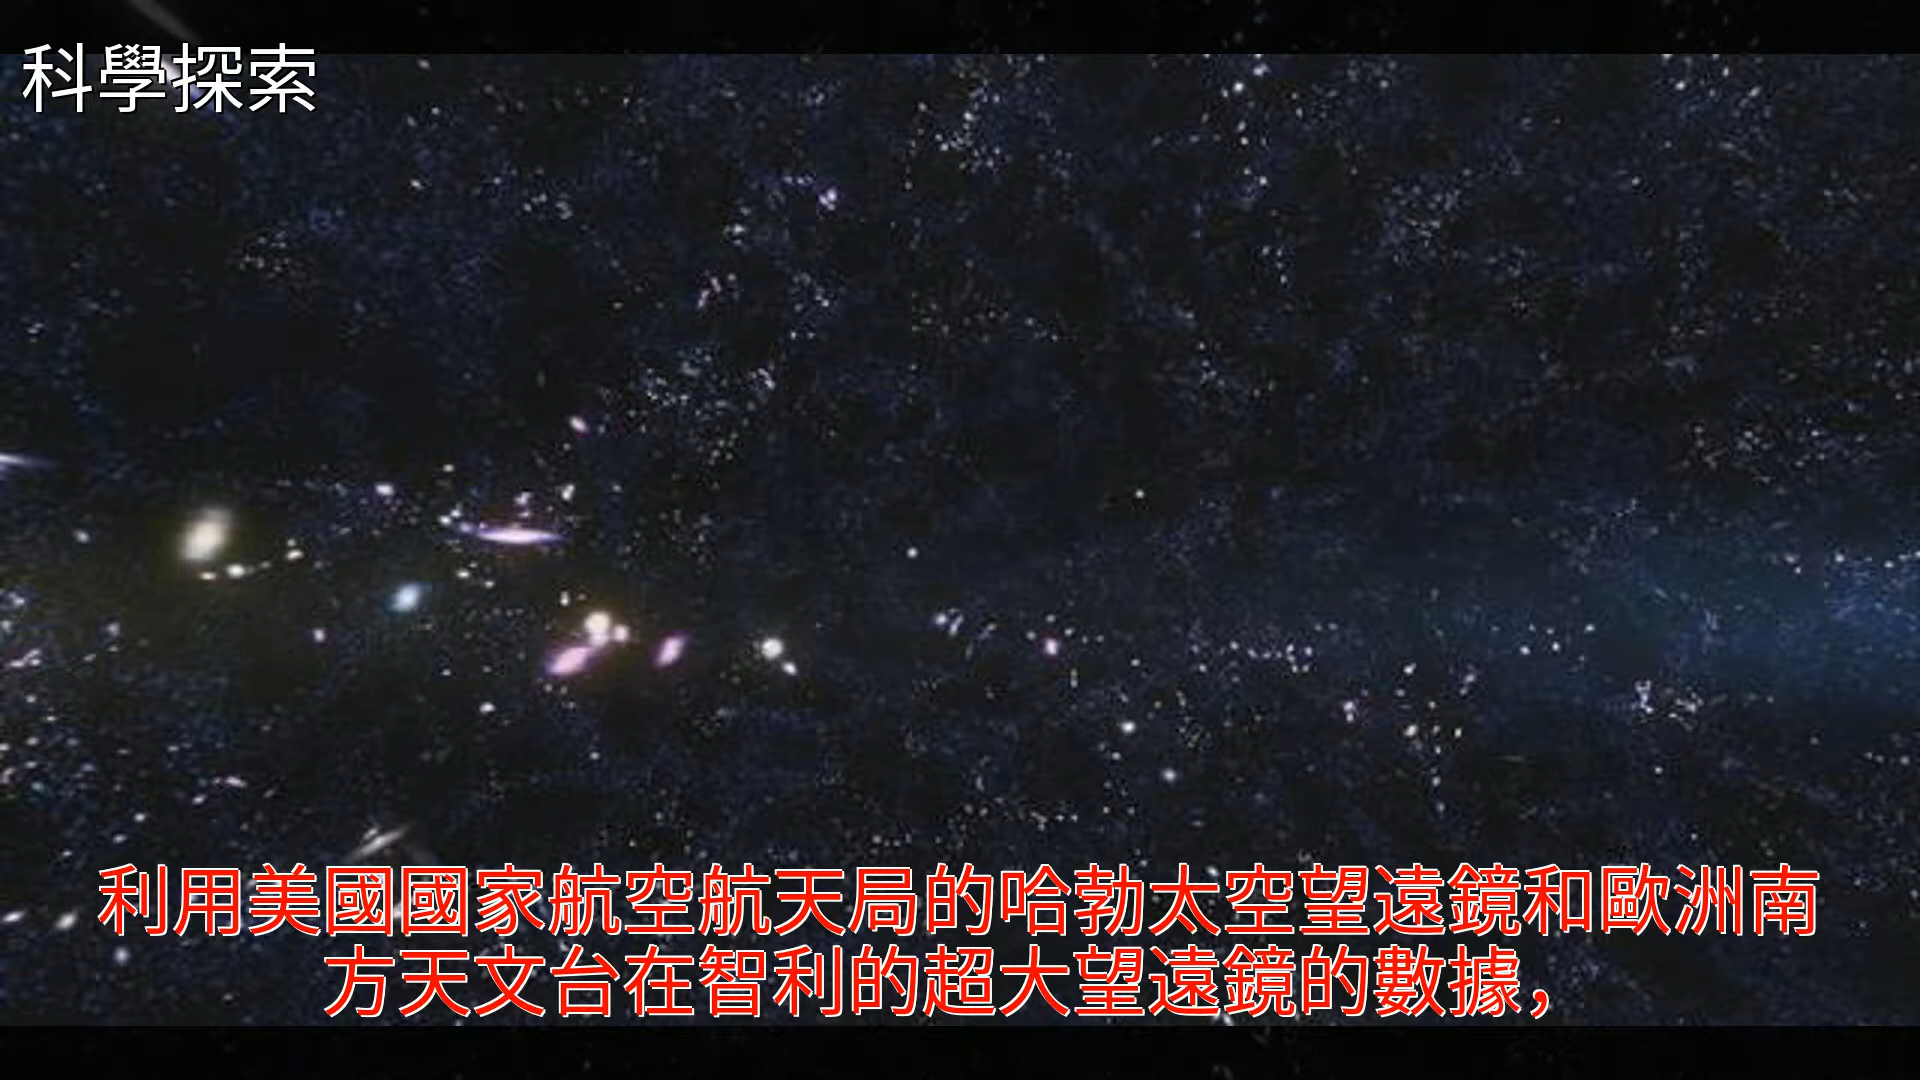 科學探索
利用美國國家航空航天局的哈勃太空望遠鏡和歐洲南
方天文台在智利的超大望遠鏡的數據，